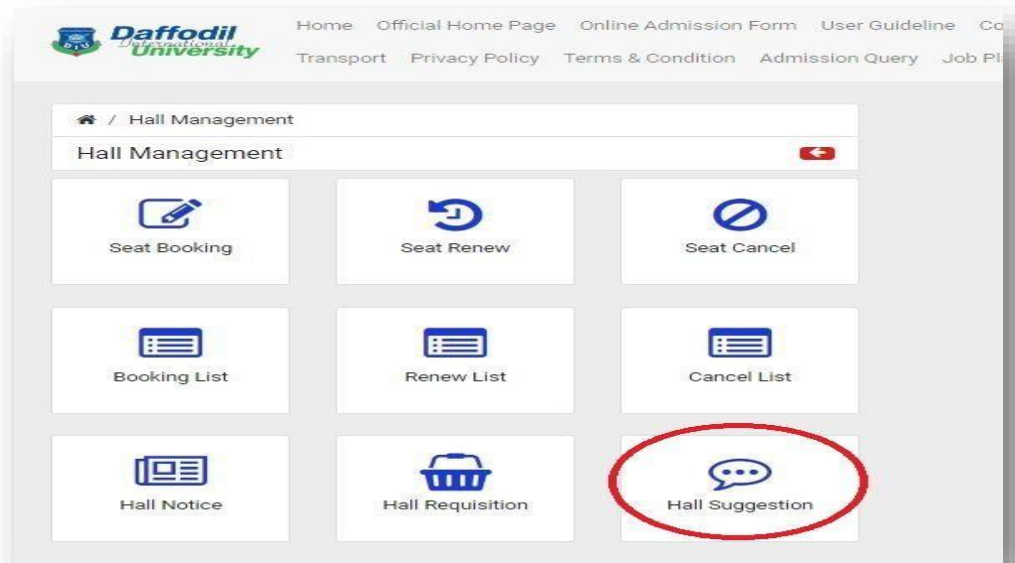 Daffodil International University
Home Official Home Page Online Admission Form User Guideline
Transport Privacy Policy Terms & Condition Admission Query Job
/ Hall Management
Hall Management
Seat Booking Seat Renew Seat Cancel
Booking List Renew List Cancel List
Hall Notice Hall Requisition Hall Suggestion